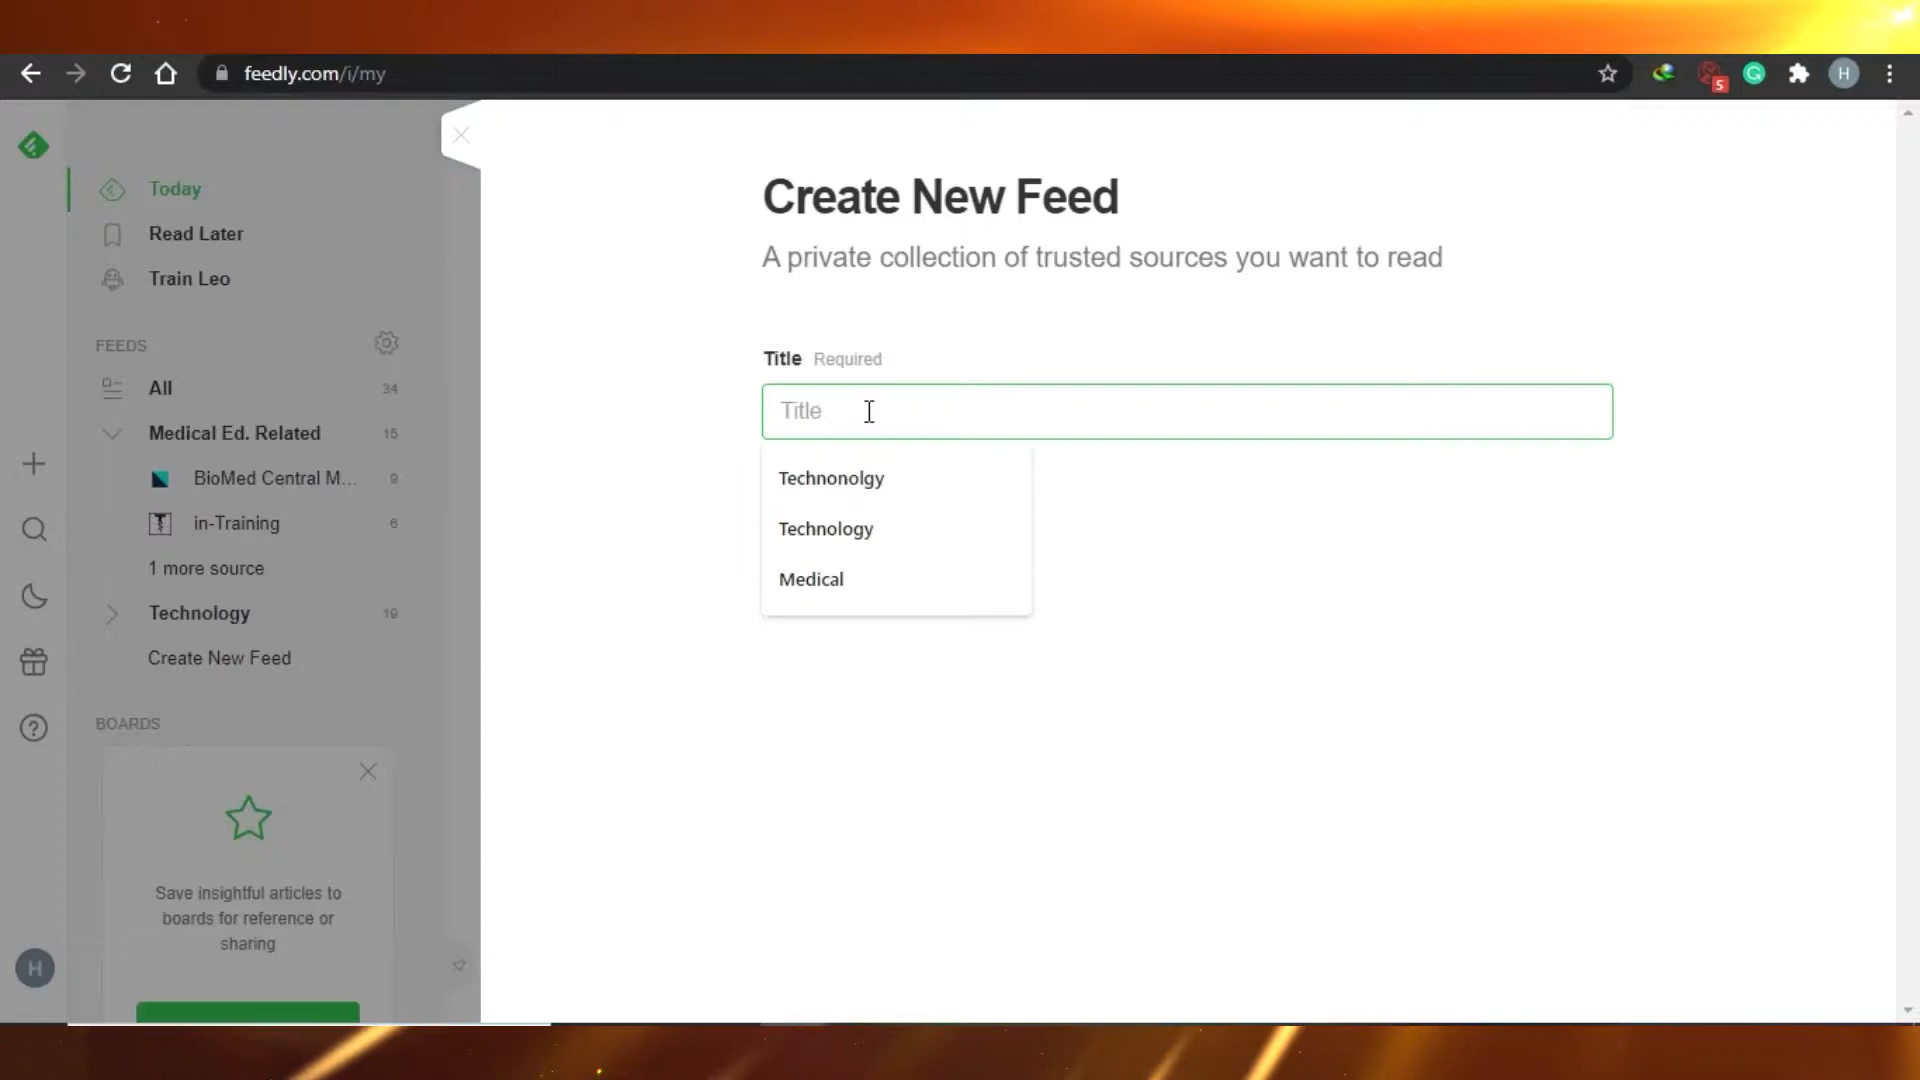 feedly.com/i/my
5
H
Today
Read Later
Train Leo
FEEDS
All 34
Medical Ed. Related 15
BioMed Central M... 9
in-Training 6
1 more source
Technology 19
Create New Feed
BOARDS
Save insightful articles to
boards for reference or
sharing
H
Create New Feed
A private collection of trusted sources you want to read
Title Required
Title
Technonolgy
Technology
Medical